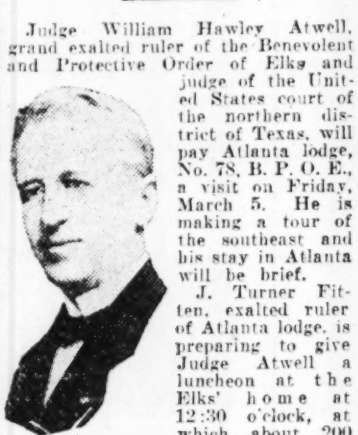 Judge William Hawley Atwell,
grand exalted ruler of the Benevolent
and Protective Order of Elks and
judge of the Unit-
ed States court of
the northern dis-
trict of Texas, will
pay Atlanta lodge,
No. 78, B. P. O. E.,
a visit on Friday,
March 5. He is
making a tour of
the southeast and
his stay in Atlanta
will be brief.
J. Turner Fit-
ten, exalted ruler
of Atlanta lodge, is
preparing to give
Judge Atwell a
luncheon at the
Elks' home at
12:30 o'clock, at
which about 200